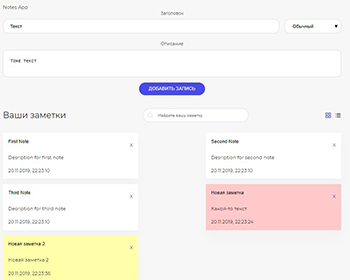 Notes App
Заголовок
Текст
Обычный
Описание
Тоже текст
ДОБАВИТЬ ЗАПИСЬ
Ваши заметки
Найдите вашу заметку
First Note x
Desription for first note
20.11.2019, 22:23:10
Second Note x
Desription for second note
20.11.2019, 22:23:10
Third Note x
Desription for third note
20.11.2019, 22:23:10
Новая заметка x
Какой-то текст
20.11.2019, 22:23:24
Новая заметка 2 x
Новая заметка 2
20.11.2019, 22:23:36